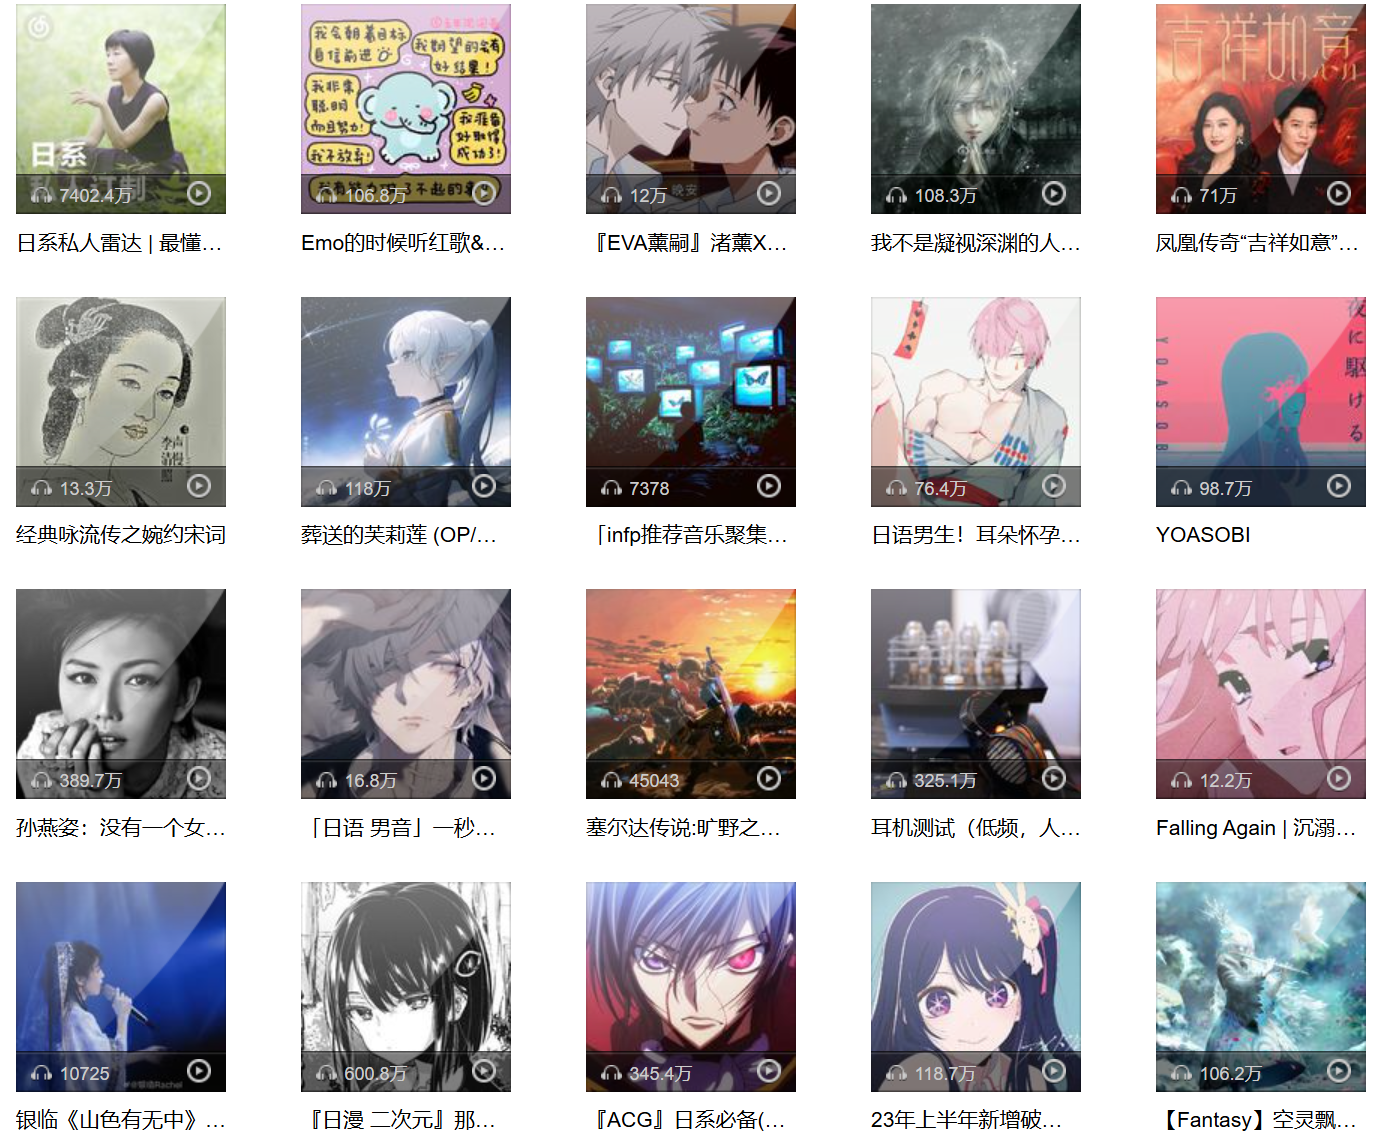 日系
7402.4万
日系私人雷达 | 最懂…
我会朝着目标
自信前进
我期望的会有
好结果！
我非常
聪明
而且努力!
我准备
好取得
成功了!
我不放弃!
106.8万
Emo的时候听红歌&…
晚安
12万
『EVA薰嗣』渚薰X…
108.3万
我不是凝视深渊的人…
吉祥如意
71万
凤凰传奇“吉祥如意”…
声声慢
李清照
13.3万
经典咏流传之婉约宋词
118万
葬送的芙莉莲 (OP/…
7378
「infp推荐音乐聚集…
76.4万
日语男生！耳朵怀孕…
夜に駆ける
YOASOBI
98.7万
YOASOBI
389.7万
孙燕姿：没有一个女…
16.8万
「日语 男音」一秒…
45043
塞尔达传说:旷野之…
325.1万
耳机测试（低频，人…
12.2万
Falling Again | 沉溺…
10725
银临《山色有无中》…
600.8万
『日漫 二次元』那…
345.4万
『ACG』日系必备(…
118.7万
23年上半年新增破…
106.2万
【Fantasy】空灵飘…